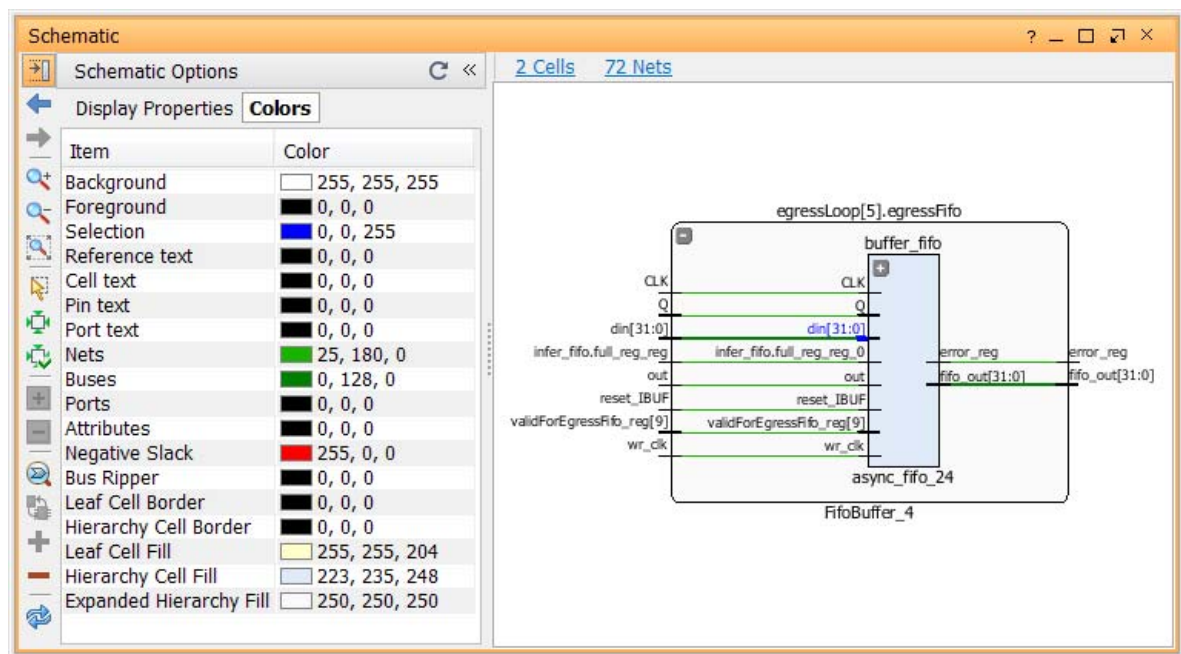 Schematic
Schematic Options
2 Cells 72 Nets
Display Properties Colors
Item Color
Background 255, 255, 255
Foreground 0, 0, 0
Selection 0, 0, 255
Reference text 0, 0, 0
Cell text 0, 0, 0
Pin text 0, 0, 0
Port text 0, 0, 0
Nets 25, 180, 0
Buses 0, 128, 0
Ports 0, 0, 0
Attributes 0, 0, 0
Negative Slack 255, 0, 0
Bus Ripper 0, 0, 0
Leaf Cell Border 0, 0, 0
Hierarchy Cell Border 0, 0, 0
Leaf Cell Fill 255, 255, 204
Hierarchy Cell Fill 223, 235, 248
Expanded Hierarchy Fill 250, 250, 250
egressLoop[5].egressFifo
buffer_fifo
CLK CLK
Q Q
din[31:0] din[31:0]
infer_fifo.full_reg_reg infer_fifo.full_reg_reg_0 error_reg error_reg
out out fifo_out[31:0] fifo_out[31:0]
reset_IBUF reset_IBUF
validForEgressFifo_reg[9] validForEgressFifo_reg[9]
wr_clk wr_clk
async_fifo_24
FifoBuffer_4